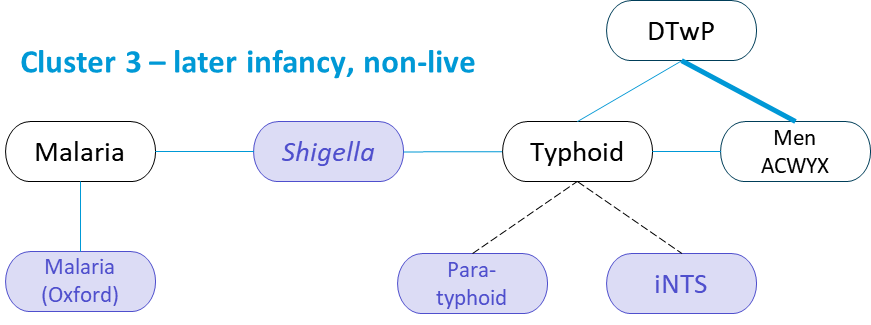 DTwP
Cluster 3 – later infancy, non-live
Malaria
Shigella
Typhoid
Men
ACWYX
Malaria
(Oxford)
Para-
typhoid
iNTS